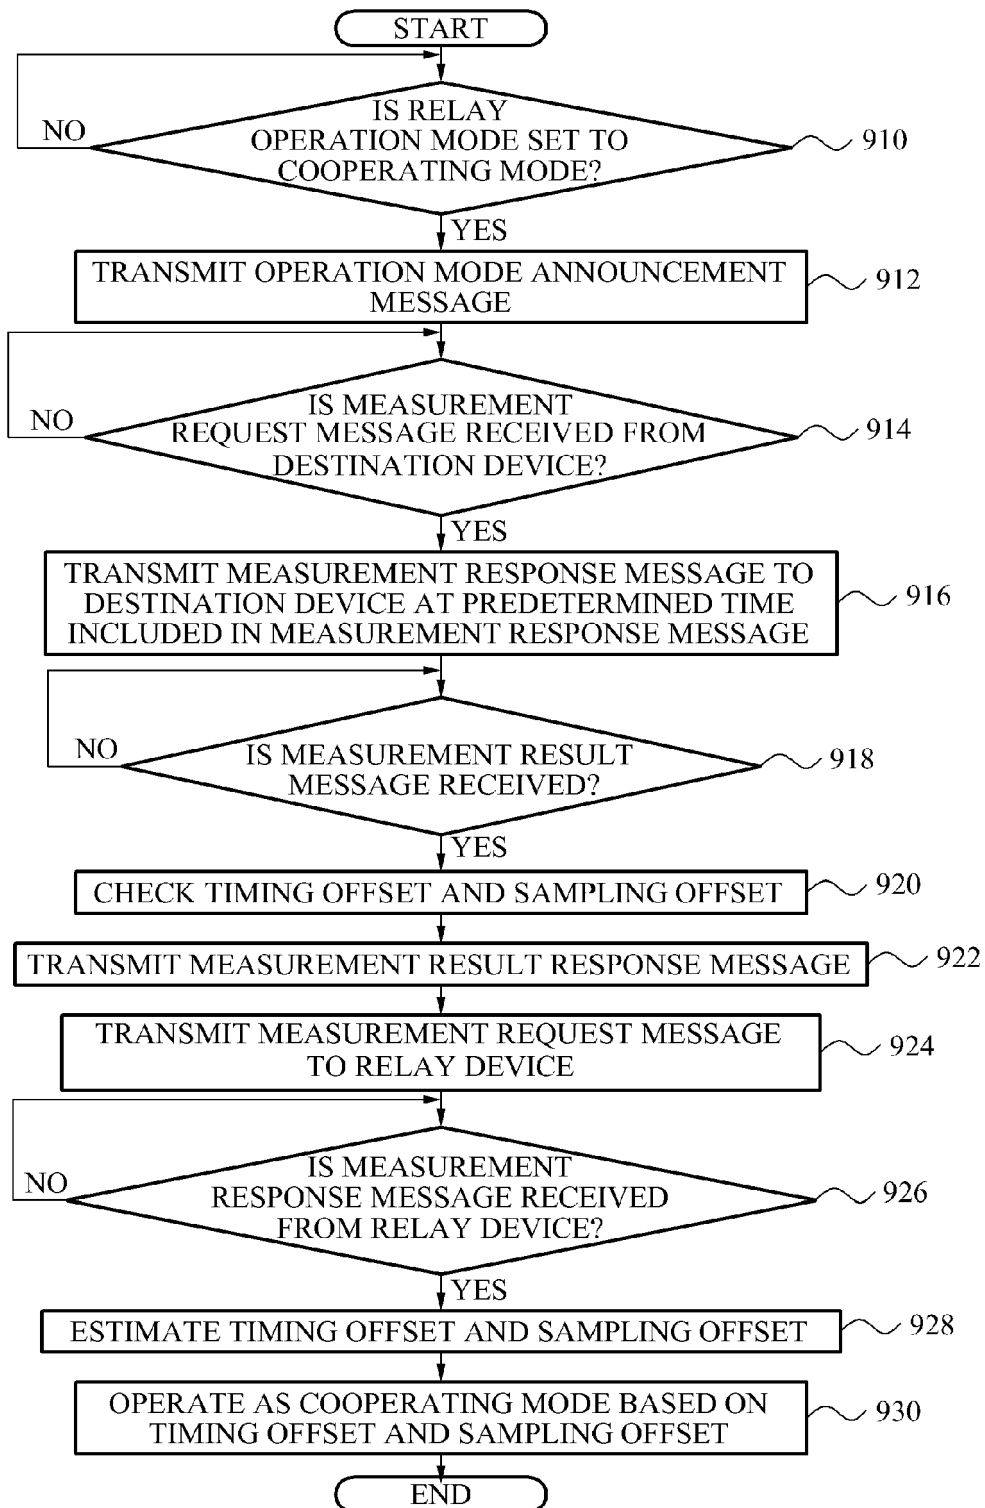 START
IS RELAY
OPERATION MODE SET TO
COOPERATING MODE?
NO
910
YES
TRANSMIT OPERATION MODE ANNOUNCEMENT
MESSAGE
912
IS MEASUREMENT
REQUEST MESSAGE RECEIVED FROM
DESTINATION DEVICE?
NO
914
YES
TRANSMIT MEASUREMENT RESPONSE MESSAGE TO
DESTINATION DEVICE AT PREDETERMINED TIME
INCLUDED IN MEASUREMENT RESPONSE MESSAGE
916
IS MEASUREMENT RESULT
MESSAGE RECEIVED?
NO
918
YES
CHECK TIMING OFFSET AND SAMPLING OFFSET
920
TRANSMIT MEASUREMENT RESULT RESPONSE MESSAGE
922
TRANSMIT MEASUREMENT REQUEST MESSAGE
TO RELAY DEVICE
924
IS MEASUREMENT
RESPONSE MESSAGE RECEIVED
FROM RELAY DEVICE?
NO
926
YES
ESTIMATE TIMING OFFSET AND SAMPLING OFFSET
928
OPERATE AS COOPERATING MODE BASED ON
TIMING OFFSET AND SAMPLING OFFSET
930
END